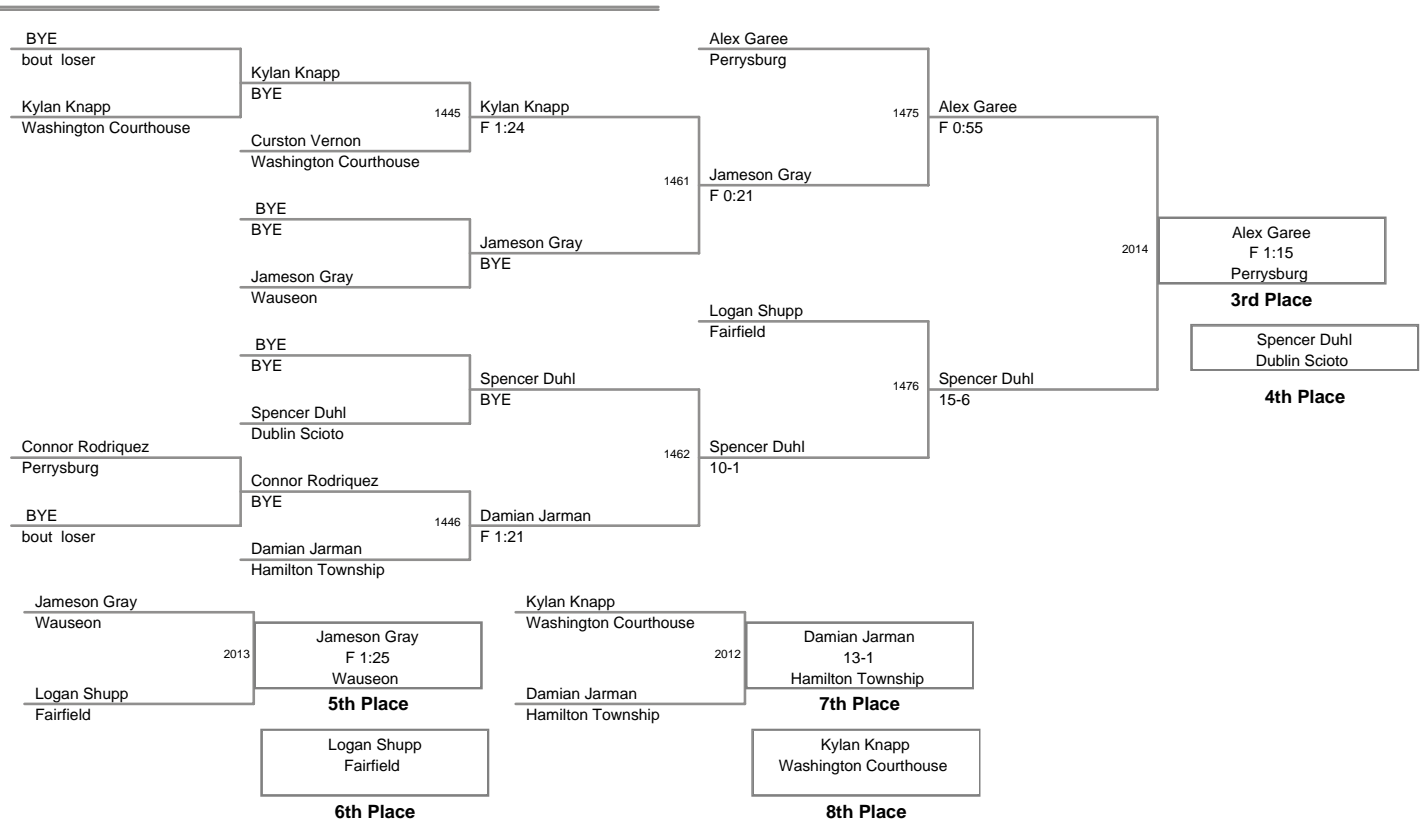 BYE
bout loser
Kylan Knapp
Washington Courthouse
Kylan Knapp
BYE
1445
Curston Vernon
Washington Courthouse
Kylan Knapp
F 1:24
BYE
BYE
Jameson Gray
Wauseon
Jameson Gray
BYE
1461
Alex Garee
Perrysburg
Jameson Gray
F 0:21
1475
Alex Garee
F 0:55
BYE
BYE
Spencer Duhl
Dublin Scioto
Spencer Duhl
BYE
Connor Rodriquez
Perrysburg
BYE
bout loser
Connor Rodriquez
BYE
1446
Damian Jarman
Hamilton Township
Damian Jarman
F 1:21
1462
Logan Shupp
Fairfield
Spencer Duhl
10-1
1476
Spencer Duhl
15-6
2014
Alex Garee
F 1:15
Perrysburg
3rd Place
Spencer Duhl
Dublin Scioto
4th Place
Jameson Gray
Wauseon
2013
Logan Shupp
Fairfield
Jameson Gray
F 1:25
Wauseon
5th Place
Logan Shupp
Fairfield
6th Place
Kylan Knapp
Washington Courthouse
2012
Damian Jarman
Hamilton Township
Damian Jarman
13-1
Hamilton Township
7th Place
Kylan Knapp
Washington Courthouse
8th Place